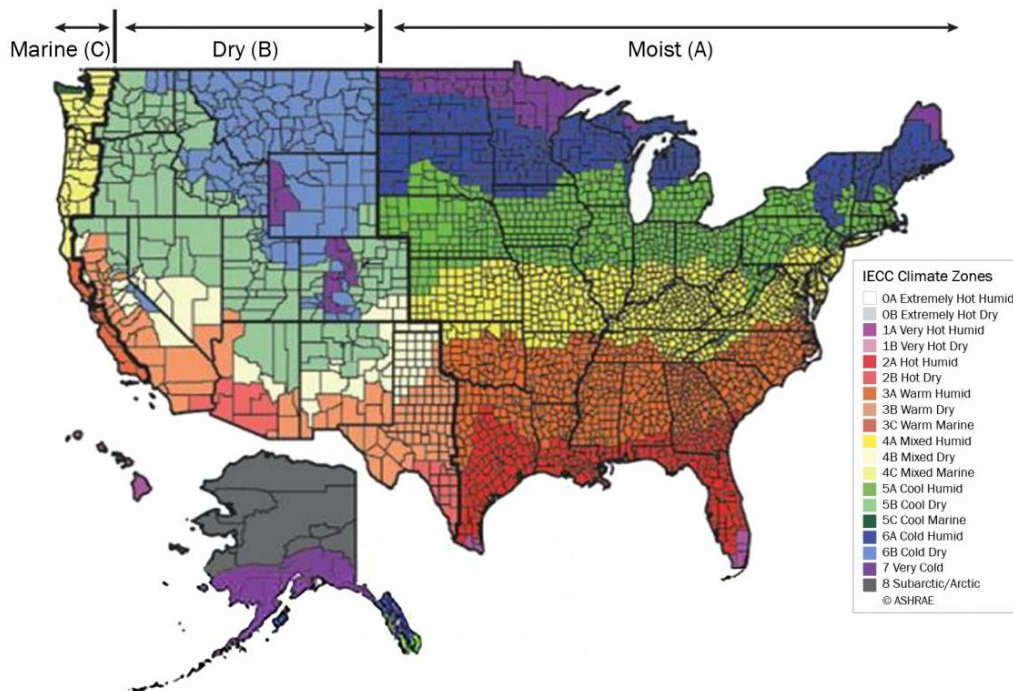 Marine (C)
Dry (B)
Moist (A)
IECC Climate Zones
0A Extremely Hot Humid
0B Extremely Hot Dry
1A Very Hot Humid
1B Very Hot Dry
2A Hot Humid
2B Hot Dry
3A Warm Humid
3B Warm Dry
3C Warm Marine
4A Mixed Humid
4B Mixed Dry
4C Mixed Marine
5A Cool Humid
5B Cool Dry
5C Cool Marine
6A Cold Humid
6B Cold Dry
7 Very Cold
8 Subarctic/Arctic
© ASHRAE